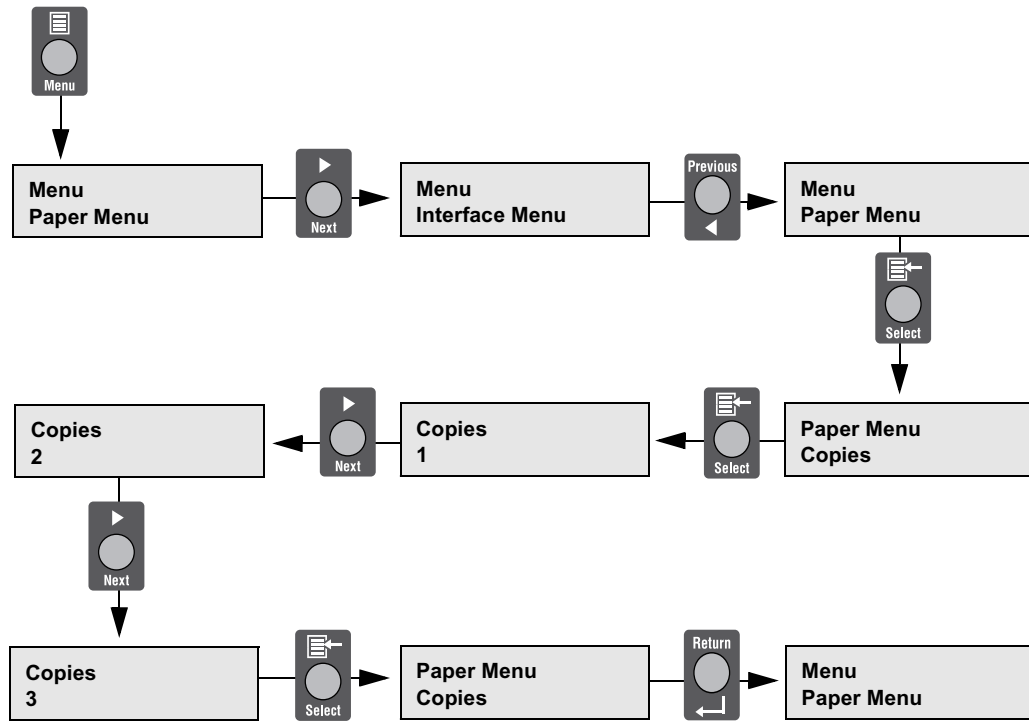 Menu
Menu
Paper Menu
Next
Menu
Interface Menu
Previous
Menu
Paper Menu
Select
Paper Menu
Copies
Select
Copies
1
Next
Copies
2
Next
Copies
3
Select
Paper Menu
Copies
Return
Menu
Paper Menu